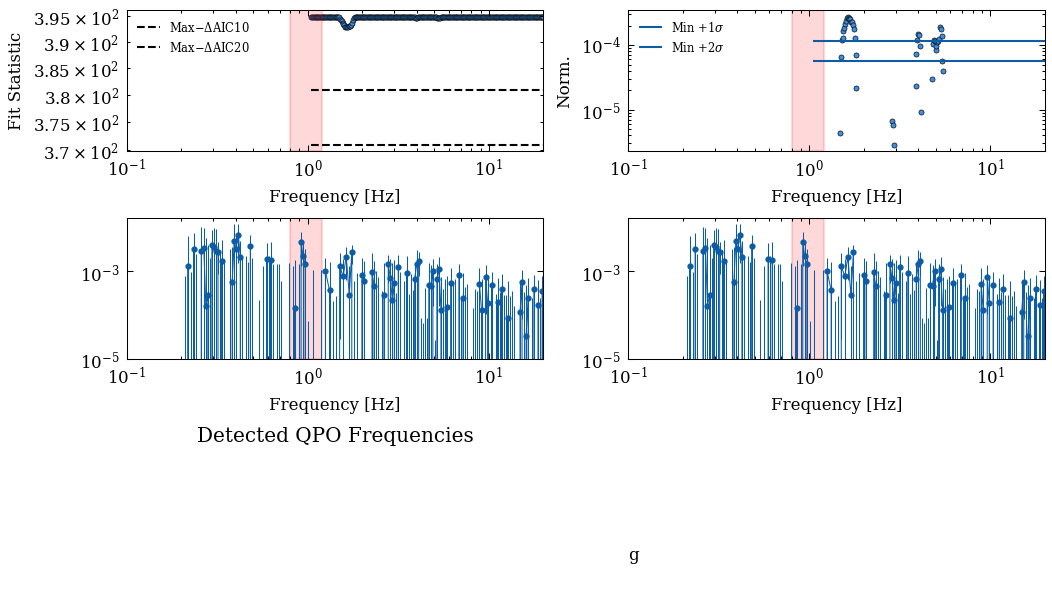 3.95 × 10²
3.9 × 10²
3.85 × 10²
3.8 × 10²
3.75 × 10²
3.7 × 10²
Fit Statistic
Max−ΔAIC10
Max−ΔAIC20
10⁻¹ 10⁰ 10¹
Frequency [Hz]
10⁻⁴
10⁻⁵
Norm.
Min +1σ
Min +2σ
10⁻¹ 10⁰ 10¹
Frequency [Hz]
10⁻³
10⁻⁵
10⁻¹ 10⁰ 10¹
Frequency [Hz]
10⁻³
10⁻⁵
10⁻¹ 10⁰ 10¹
Frequency [Hz]
Detected QPO Frequencies
g